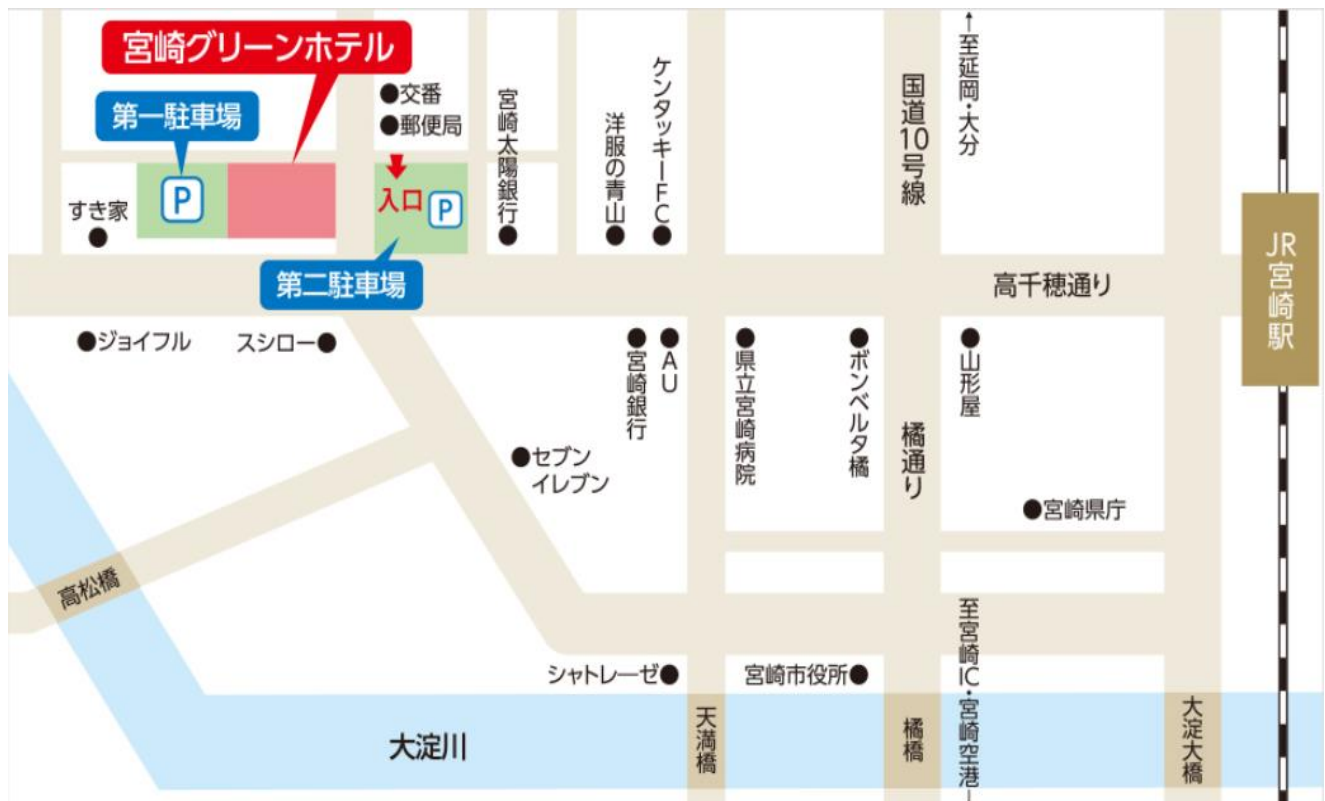 宮崎グリーンホテル
第一駐車場
P
すき家
●交番
●郵便局
入口
P
第二駐車場
宮崎太陽銀行
洋服の青山
ケンタッキーFC
国道10号線
←至延岡・大分
JR宮崎駅
高千穂通り
●ジョイフル
スシロー●
宮崎銀行
AU
県立宮崎病院
ボンベルタ橘
橘通り
山形屋
●セブン
イレブン
●宮崎県庁
高松橋
シャトレーゼ●
宮崎市役所●
至宮崎IC・宮崎空港→
大淀川
天満橋
橘橋
大淀大橋